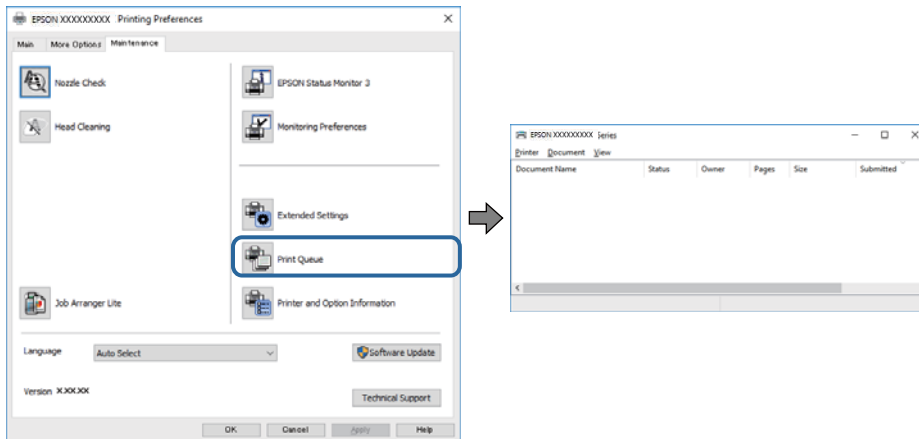 EPSON XXXXXXXXX Printing Preferences
Main More Options Maintenance
Nozzle Check
EPSON Status Monitor 3
Head Cleaning
Monitoring Preferences
Extended Settings
Print Queue
Job Arranger Lite
Printer and Option Information
Language Auto Select
Software Update
Version X.XX.XX
Technical Support
OK Cancel Apply Help
EPSON XXXXXXXXX Series
Printer Document View
Document Name Status Owner Pages Size Submitted